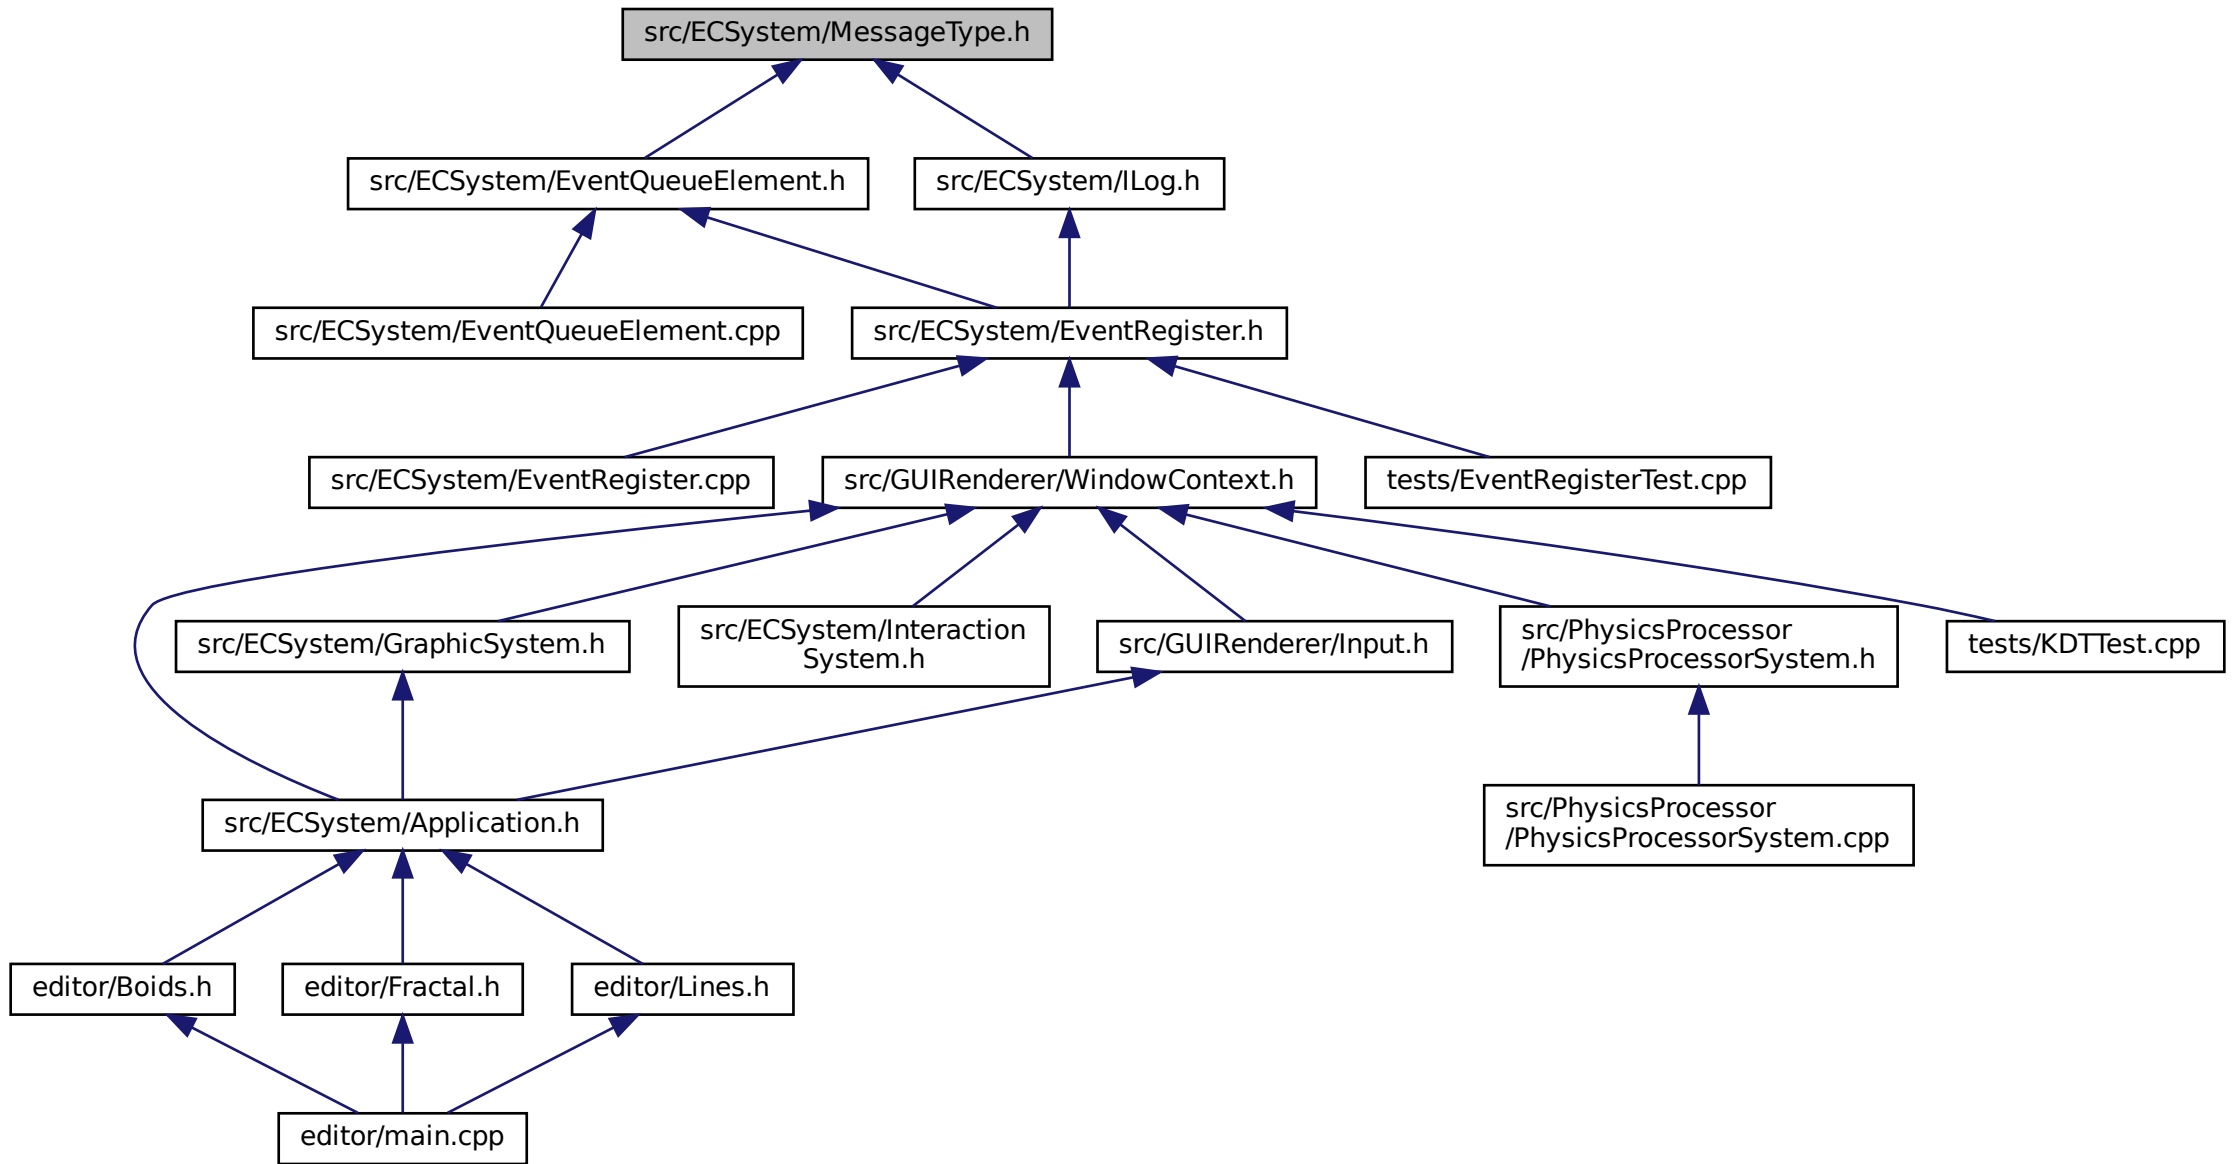 src/ECSystem/MessageType.h
src/ECSystem/EventQueueElement.h
src/ECSystem/ILog.h
src/ECSystem/EventQueueElement.cpp
src/ECSystem/EventRegister.h
src/ECSystem/EventRegister.cpp
src/GUIRenderer/WindowContext.h
tests/EventRegisterTest.cpp
src/ECSystem/GraphicSystem.h
src/ECSystem/Interaction
System.h
src/GUIRenderer/Input.h
src/PhysicsProcessor
/PhysicsProcessorSystem.h
tests/KDTTest.cpp
src/ECSystem/Application.h
src/PhysicsProcessor
/PhysicsProcessorSystem.cpp
editor/Boids.h
editor/Fractal.h
editor/Lines.h
editor/main.cpp